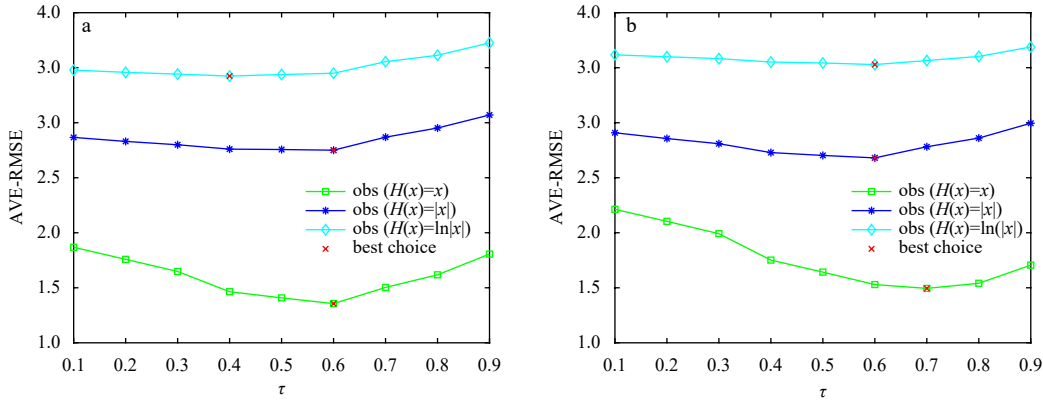 a
4.0
3.0
3.0
2.5
2.0
1.5
1.0
AVE-RMSE
obs (H(x)=x)
obs (H(x)=|x|)
obs (H(x)=ln|x|)
best choice
0.1 0.2 0.3 0.4 0.5 0.6 0.7 0.8 0.9
τ
b
4.0
3.0
3.0
2.5
2.0
1.5
1.0
AVE-RMSE
obs (H(x)=x)
obs (H(x)=|x|)
obs (H(x)=ln(|x|)
best choice
0.1 0.2 0.3 0.4 0.5 0.6 0.7 0.8 0.9
τ